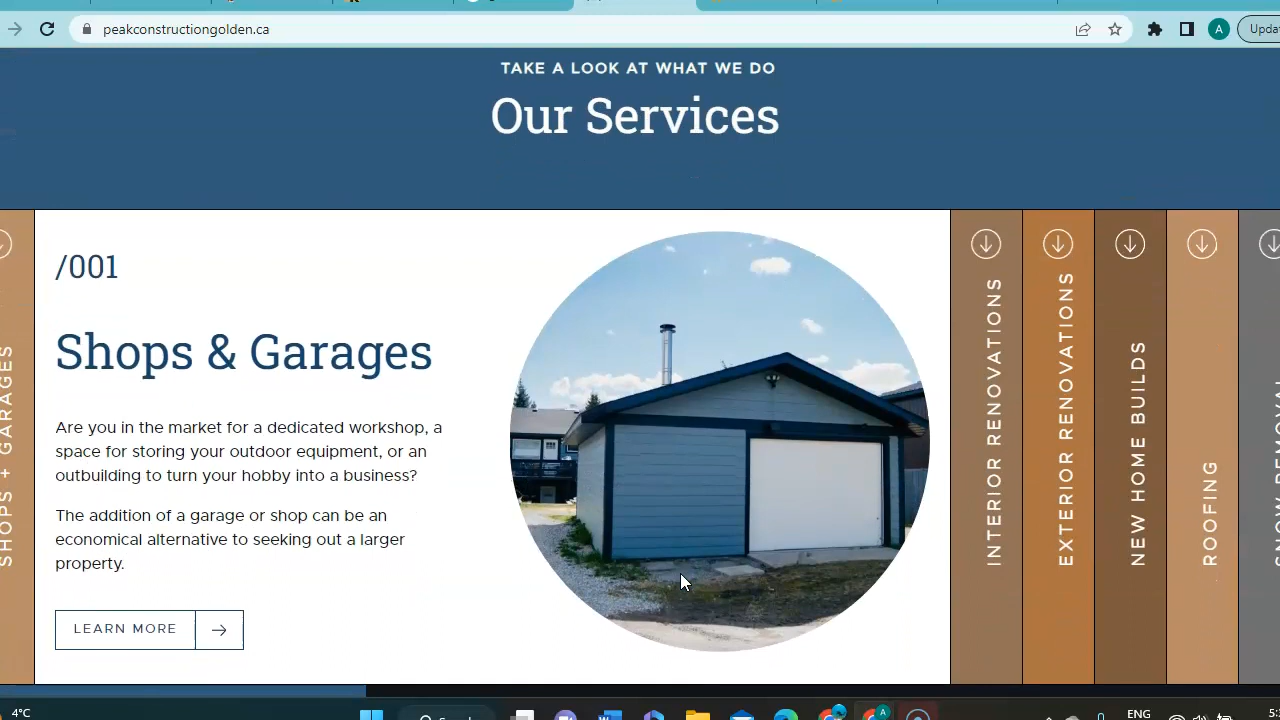 peakconstructiongolden.ca
A
TAKE A LOOK AT WHAT WE DO
Our Services
SHOPS + GARAGES
/001
Shops & Garages
Are you in the market for a dedicated workshop, a
space for storing your outdoor equipment, or an
outbuilding to turn your hobby into a business?
The addition of a garage or shop can be an
economical alternative to seeking out a larger
property.
LEARN MORE
INTERIOR RENOVATIONS
EXTERIOR RENOVATIONS
NEW HOME BUILDS
ROOFING
4°C
ENG